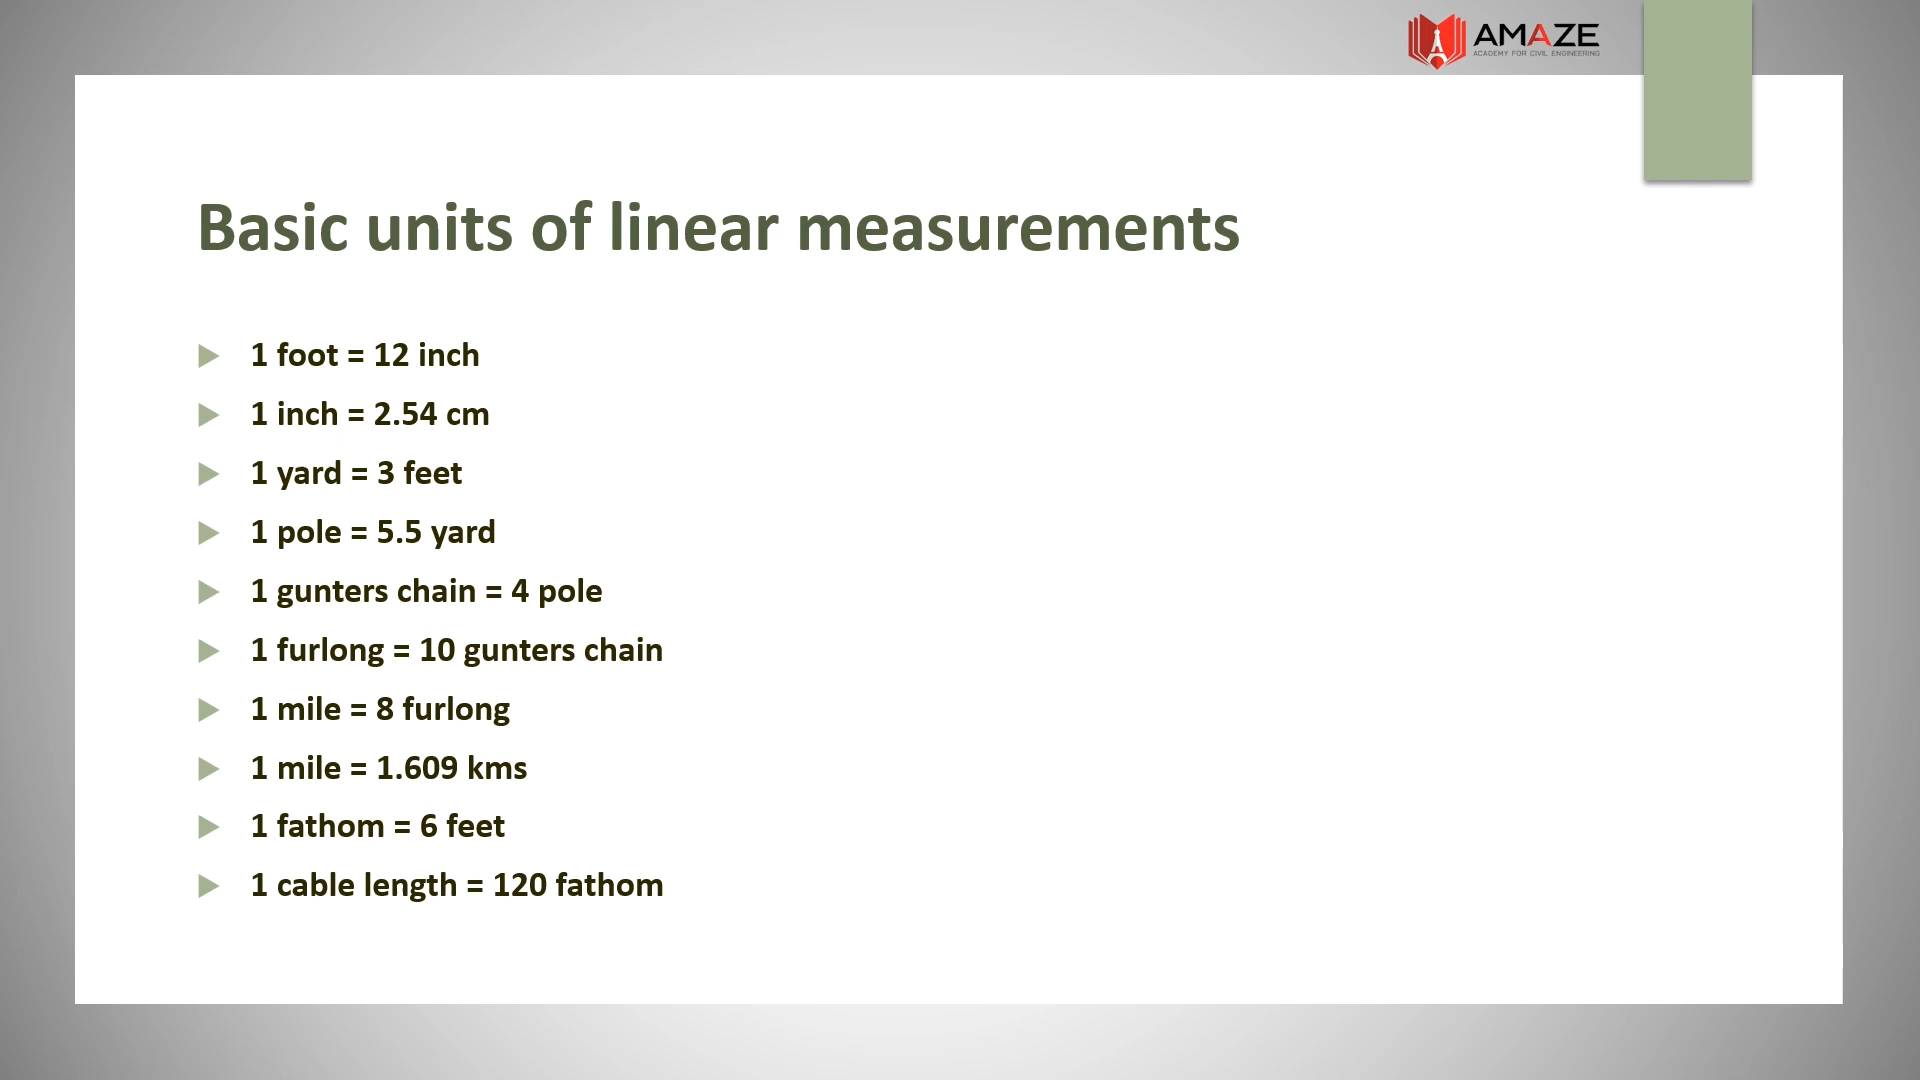 AMAZE
ACADEMY FOR CIVIL ENGINEERING
Basic units of linear measurements
1 foot = 12 inch
1 inch = 2.54 cm
1 yard = 3 feet
1 pole = 5.5 yard
1 gunters chain = 4 pole
1 furlong = 10 gunters chain
1 mile = 8 furlong
1 mile = 1.609 kms
1 fathom = 6 feet
1 cable length = 120 fathom